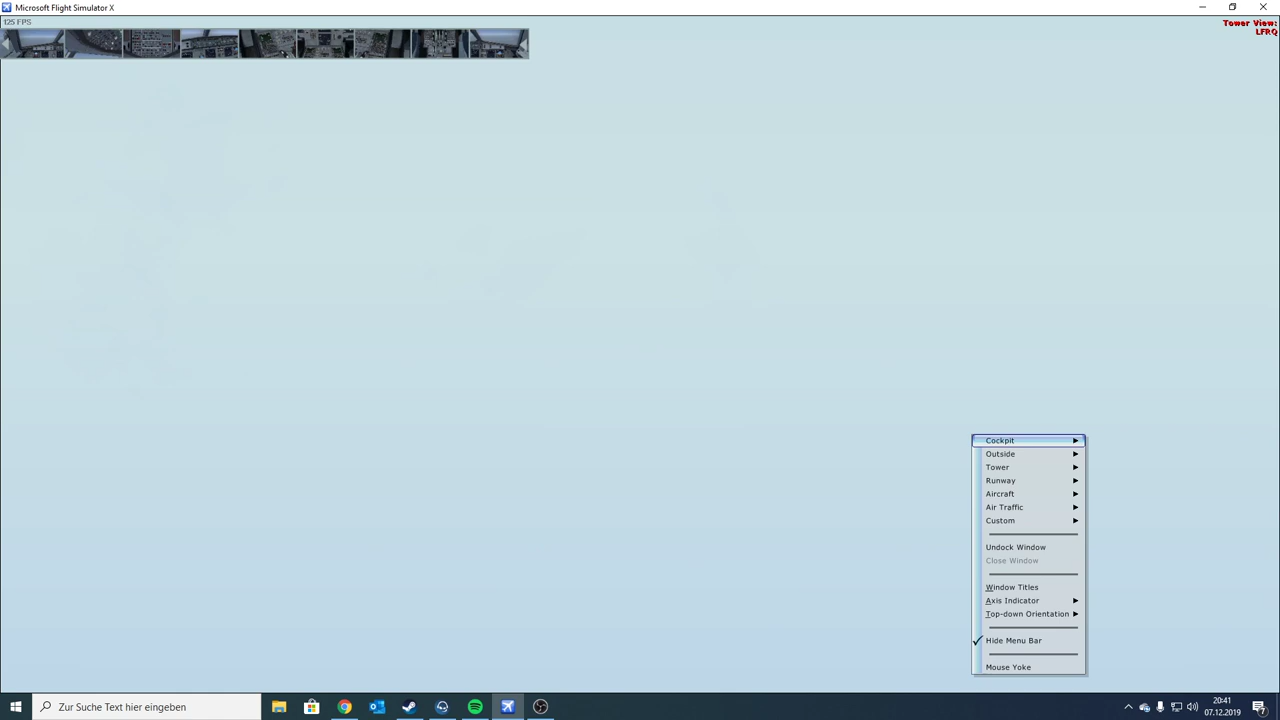 Microsoft Flight Simulator X
125 FPS
Tower View:
LFRQ
Cockpit
Outside
Tower
Runway
Aircraft
Air Traffic
Custom
Undock Window
Close Window
Window Titles
Axis Indicator
Top-down Orientation
Hide Menu Bar
Mouse Yoke
Zur Suche Text hier eingeben
20:41
07.12.2019
7